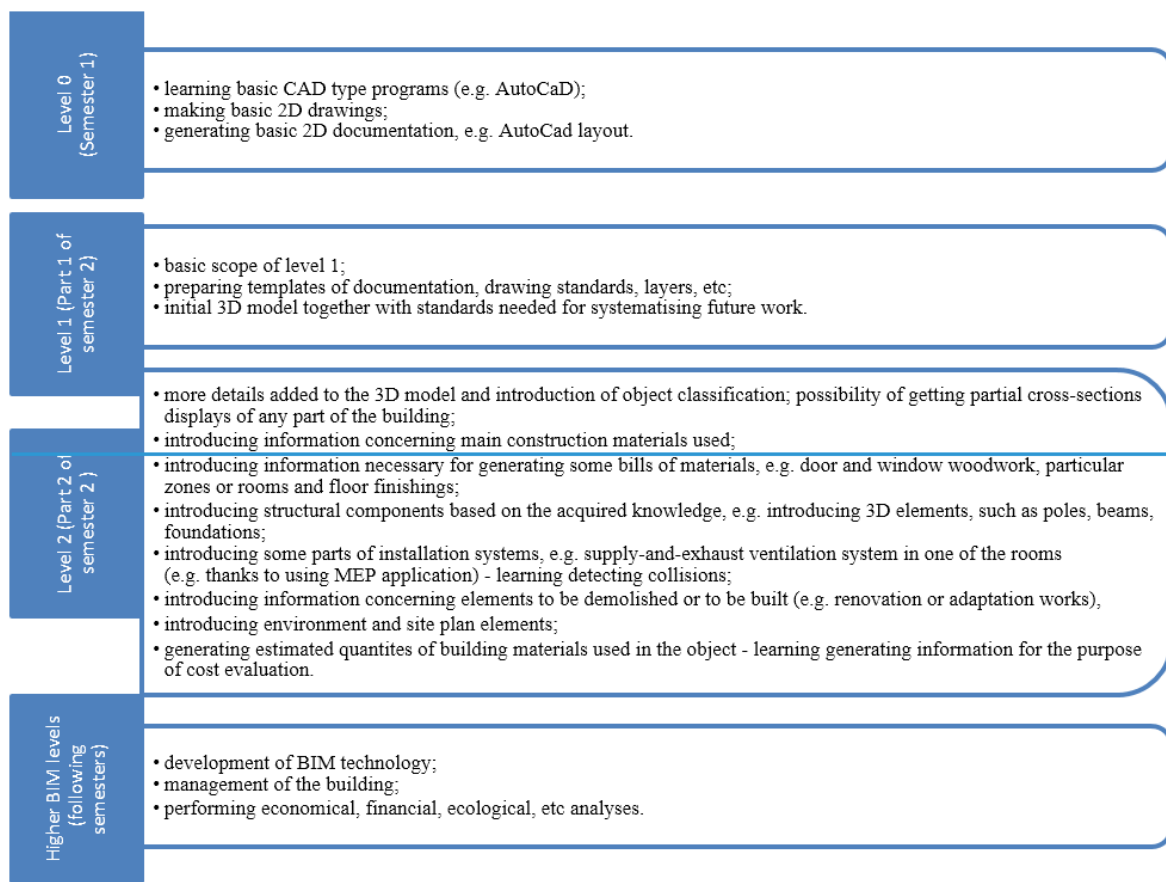 Level 0
(Semester 1)
• learning basic CAD type programs (e.g. AutoCaD);
• making basic 2D drawings;
• generating basic 2D documentation, e.g. AutoCad layout.
Level 1 (Part 1 of
semester 2)
• basic scope of level 1;
• preparing templates of documentation, drawing standards, layers, etc;
• initial 3D model together with standards needed for systematising future work.
Level 2 (Part 2 of
semester 2 )
• more details added to the 3D model and introduction of object classification; possibility of getting partial cross-sections
displays of any part of the building;
• introducing information concerning main construction materials used;
• introducing information necessary for generating some bills of materials, e.g. door and window woodwork, particular
zones or rooms and floor finishings;
• introducing structural components based on the acquired knowledge, e.g. introducing 3D elements, such as poles, beams,
foundations;
• introducing some parts of installation systems, e.g. supply-and-exhaust ventilation system in one of the rooms
(e.g. thanks to using MEP application) - learning detecting collisions;
• introducing information concerning elements to be demolished or to be built (e.g. renovation or adaptation works),
• introducing environment and site plan elements;
• generating estimated quantites of building materials used in the object - learning generating information for the purpose
of cost evaluation.
Higher BIM levels
(following
semesters)
• development of BIM technology;
• management of the building;
• performing economical, financial, ecological, etc analyses.